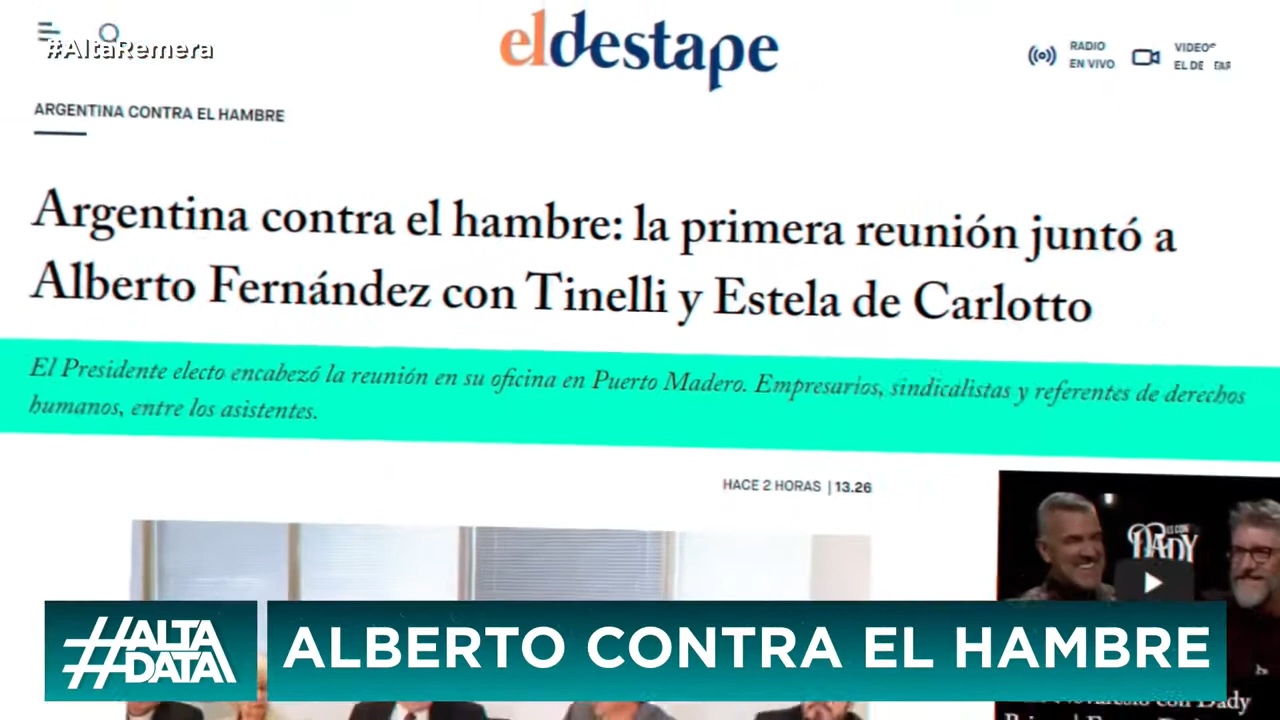 #AltaRemera
eldestape
RADIO
EN VIVO
ARGENTINA CONTRA EL HAMBRE
Argentina contra el hambre: la primera reunión juntó a
Alberto Fernández con Tinelli y Estela de Carlotto
El Presidente electo encabezó la reunión en su oficina en Puerto Madero. Empresarios, sindicalistas y referentes de derechos
humanos, entre los asistentes.
HACE 2 HORAS | 13.26
DADY
#ALTA
DATA
ALBERTO CONTRA EL HAMBRE
con Dady